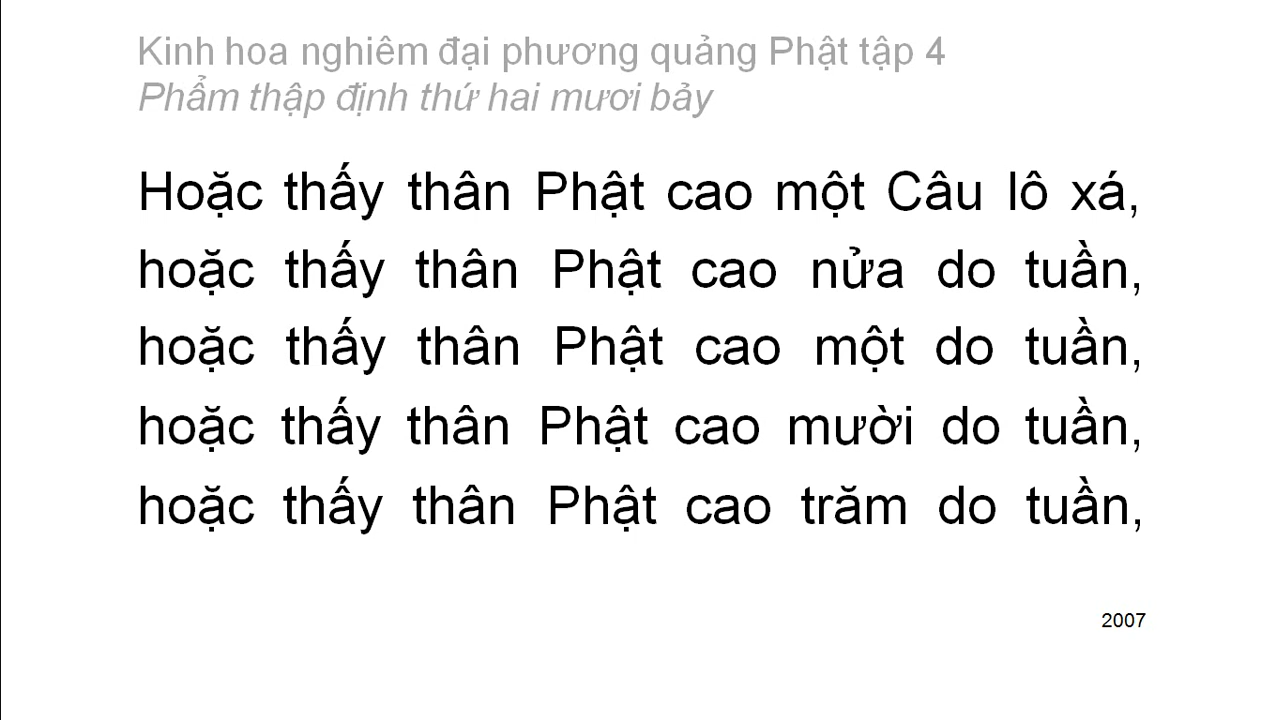 Kinh hoa nghiêm đại phương quảng Phật tập 4
Phẩm thập định thứ hai mươi bảy
Hoặc thấy thân Phật cao một Câu lô xá,
hoặc thấy thân Phật cao nửa do tuần,
hoặc thấy thân Phật cao một do tuần,
hoặc thấy thân Phật cao mười do tuần,
hoặc thấy thân Phật cao trăm do tuần,
2007